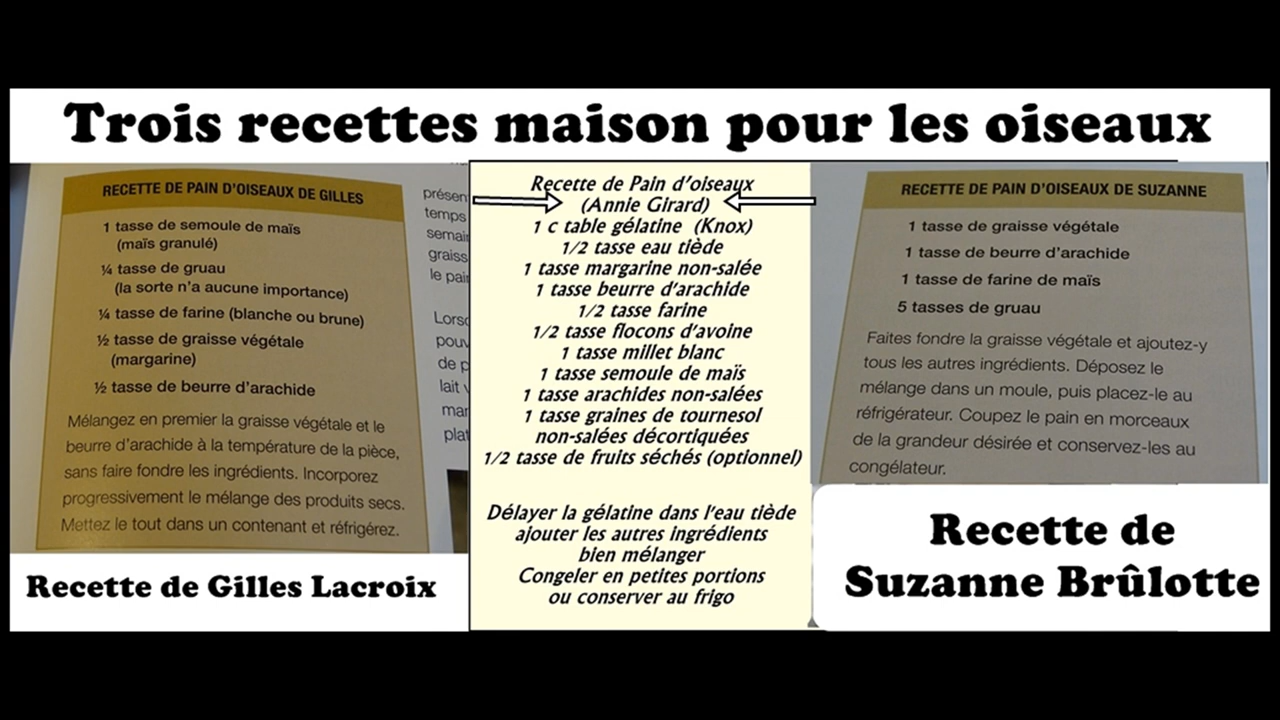 Trois recettes maison pour les oiseaux
RECETTE DE PAIN D'OISEAUX DE GILLES
1 tasse de semoule de maïs
(maïs granulé)
¼ tasse de gruau
(la sorte n'a aucune importance)
¼ tasse de farine (blanche ou brune)
½ tasse de graisse végétale
(margarine)
½ tasse de beurre d'arachide
Mélangez en premier la graisse végétale et le
beurre d'arachide à la température de la pièce,
sans faire fondre les ingrédients. Incorporez
progressivement le mélange des produits secs.
Mettez le tout dans un contenant et réfrigérez.
Recette de Gilles Lacroix
temps
le pain
Recette de Pain d'oiseaux
(Annie Girard)
1 c table gélatine (Knox)
1/2 tasse eau tiède
1 tasse margarine non-salée
1 tasse beurre d'arachide
1/2 tasse farine
1/2 tasse flocons d'avoine
1 tasse millet blanc
1 tasse semoule de maïs
1 tasse arachides non-salées
1 tasse graines de tournesol
non-salées décortiquées
1/2 tasse de fruits séchés (optionnel)
Délayer la gélatine dans l'eau tiède
ajouter les autres ingrédients
bien mélanger
Congeler en petites portions
ou conserver au frigo
RECETTE DE PAIN D'OISEAUX DE SUZANNE
1 tasse de graisse végétale
1 tasse de beurre d'arachide
1 tasse de farine de maïs
5 tasses de gruau
Faites fondre la graisse végétale et ajoutez-y
tous les autres ingrédients. Déposez le
mélange dans un moule, puis placez-le au
réfrigérateur. Coupez le pain en morceaux
de la grandeur désirée et conservez-les au
congélateur.
Recette de
Suzanne Brûlotte